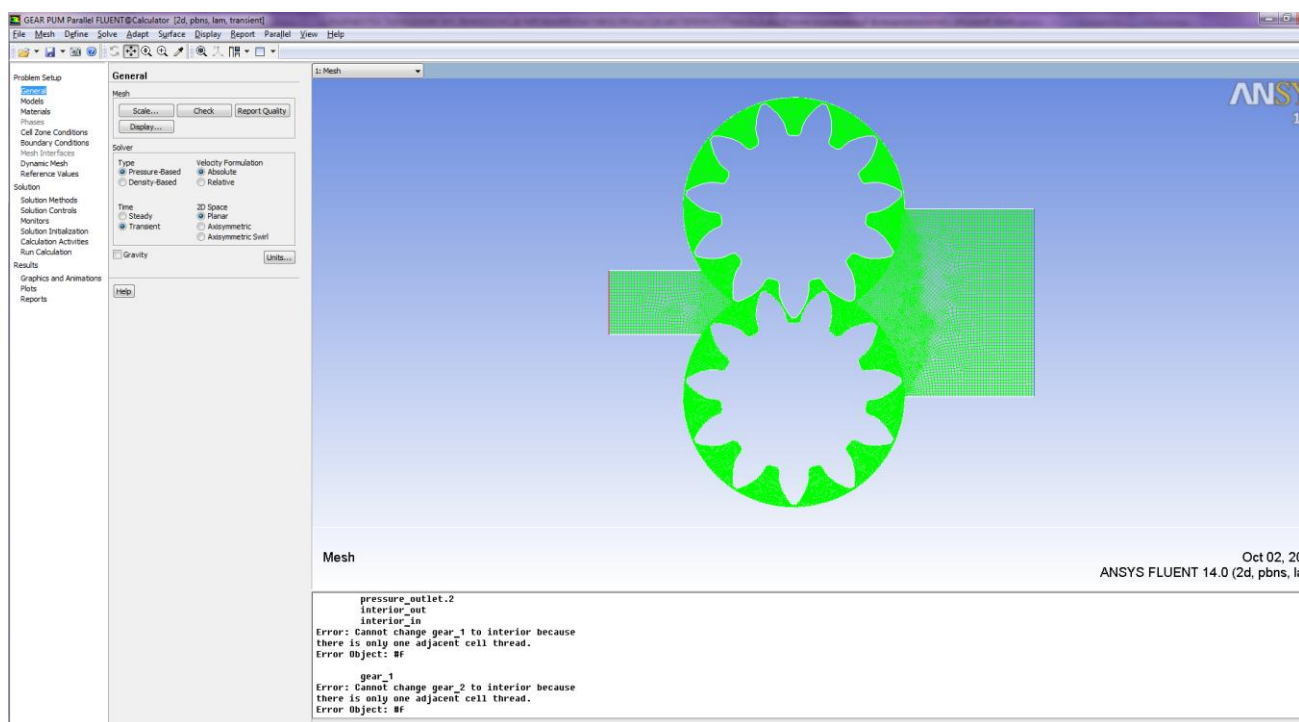 GEAR PUM Parallel FLUENT@Calculator [2d, pbns, lam, transient]
File Mesh Define Solve Adapt Surface Display Report Parallel View Help
Problem Setup
General
Models
Materials
Phases
Cell Zone Conditions
Boundary Conditions
Mesh Interfaces
Dynamic Mesh
Reference Values
Solution
Solution Methods
Solution Controls
Monitors
Solution Initialization
Calculation Activities
Run Calculation
Results
Graphics and Animations
Plots
Reports
General
Mesh
Scale... Check Report Quality
Display...
Solver
Type Velocity Formulation
Pressure-Based Absolute
Density-Based Relative
Time 2D Space
Steady Planar
Transient Axisymmetric
Axisymmetric Swirl
Gravity Units...
Help
1: Mesh
ANSY
1
Mesh
Oct 02, 20
ANSYS FLUENT 14.0 (2d, pbns, la
pressure_outlet.2
interior_out
interior_in
Error: Cannot change gear_1 to interior because
there is only one adjacent cell thread.
Error Object: #f
gear_1
Error: Cannot change gear_2 to interior because
there is only one adjacent cell thread.
Error Object: #f